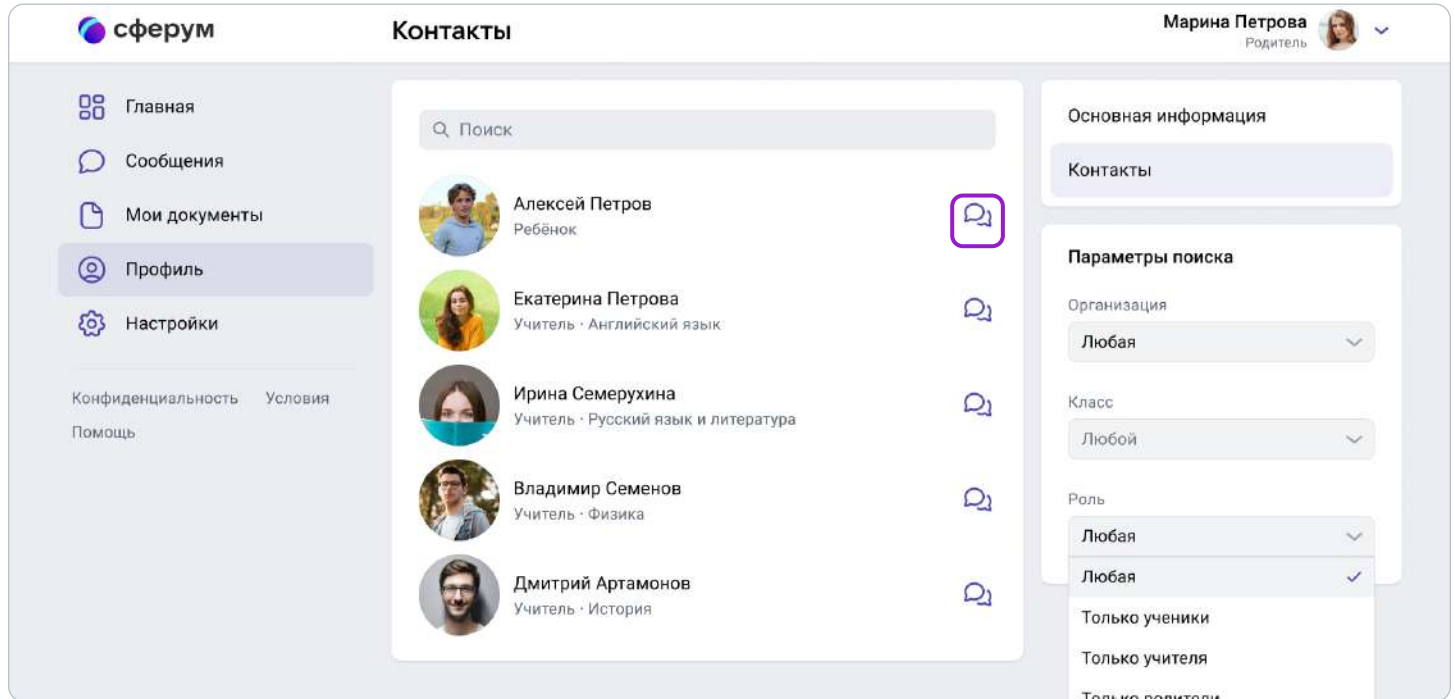 сферум
Контакты
Марина Петрова
Родитель
Главная
Сообщения
Мои документы
Профиль
Настройки
Конфиденциальность Условия
Помощь
Поиск
Алексей Петров
Ребёнок
Екатерина Петрова
Учитель · Английский язык
Ирина Семерухина
Учитель · Русский язык и литература
Владимир Семенов
Учитель · Физика
Дмитрий Артамонов
Учитель · История
Основная информация
Контакты
Параметры поиска
Организация
Любая
Класс
Любой
Роль
Любая
Любая
Только ученики
Только учителя
Только родители